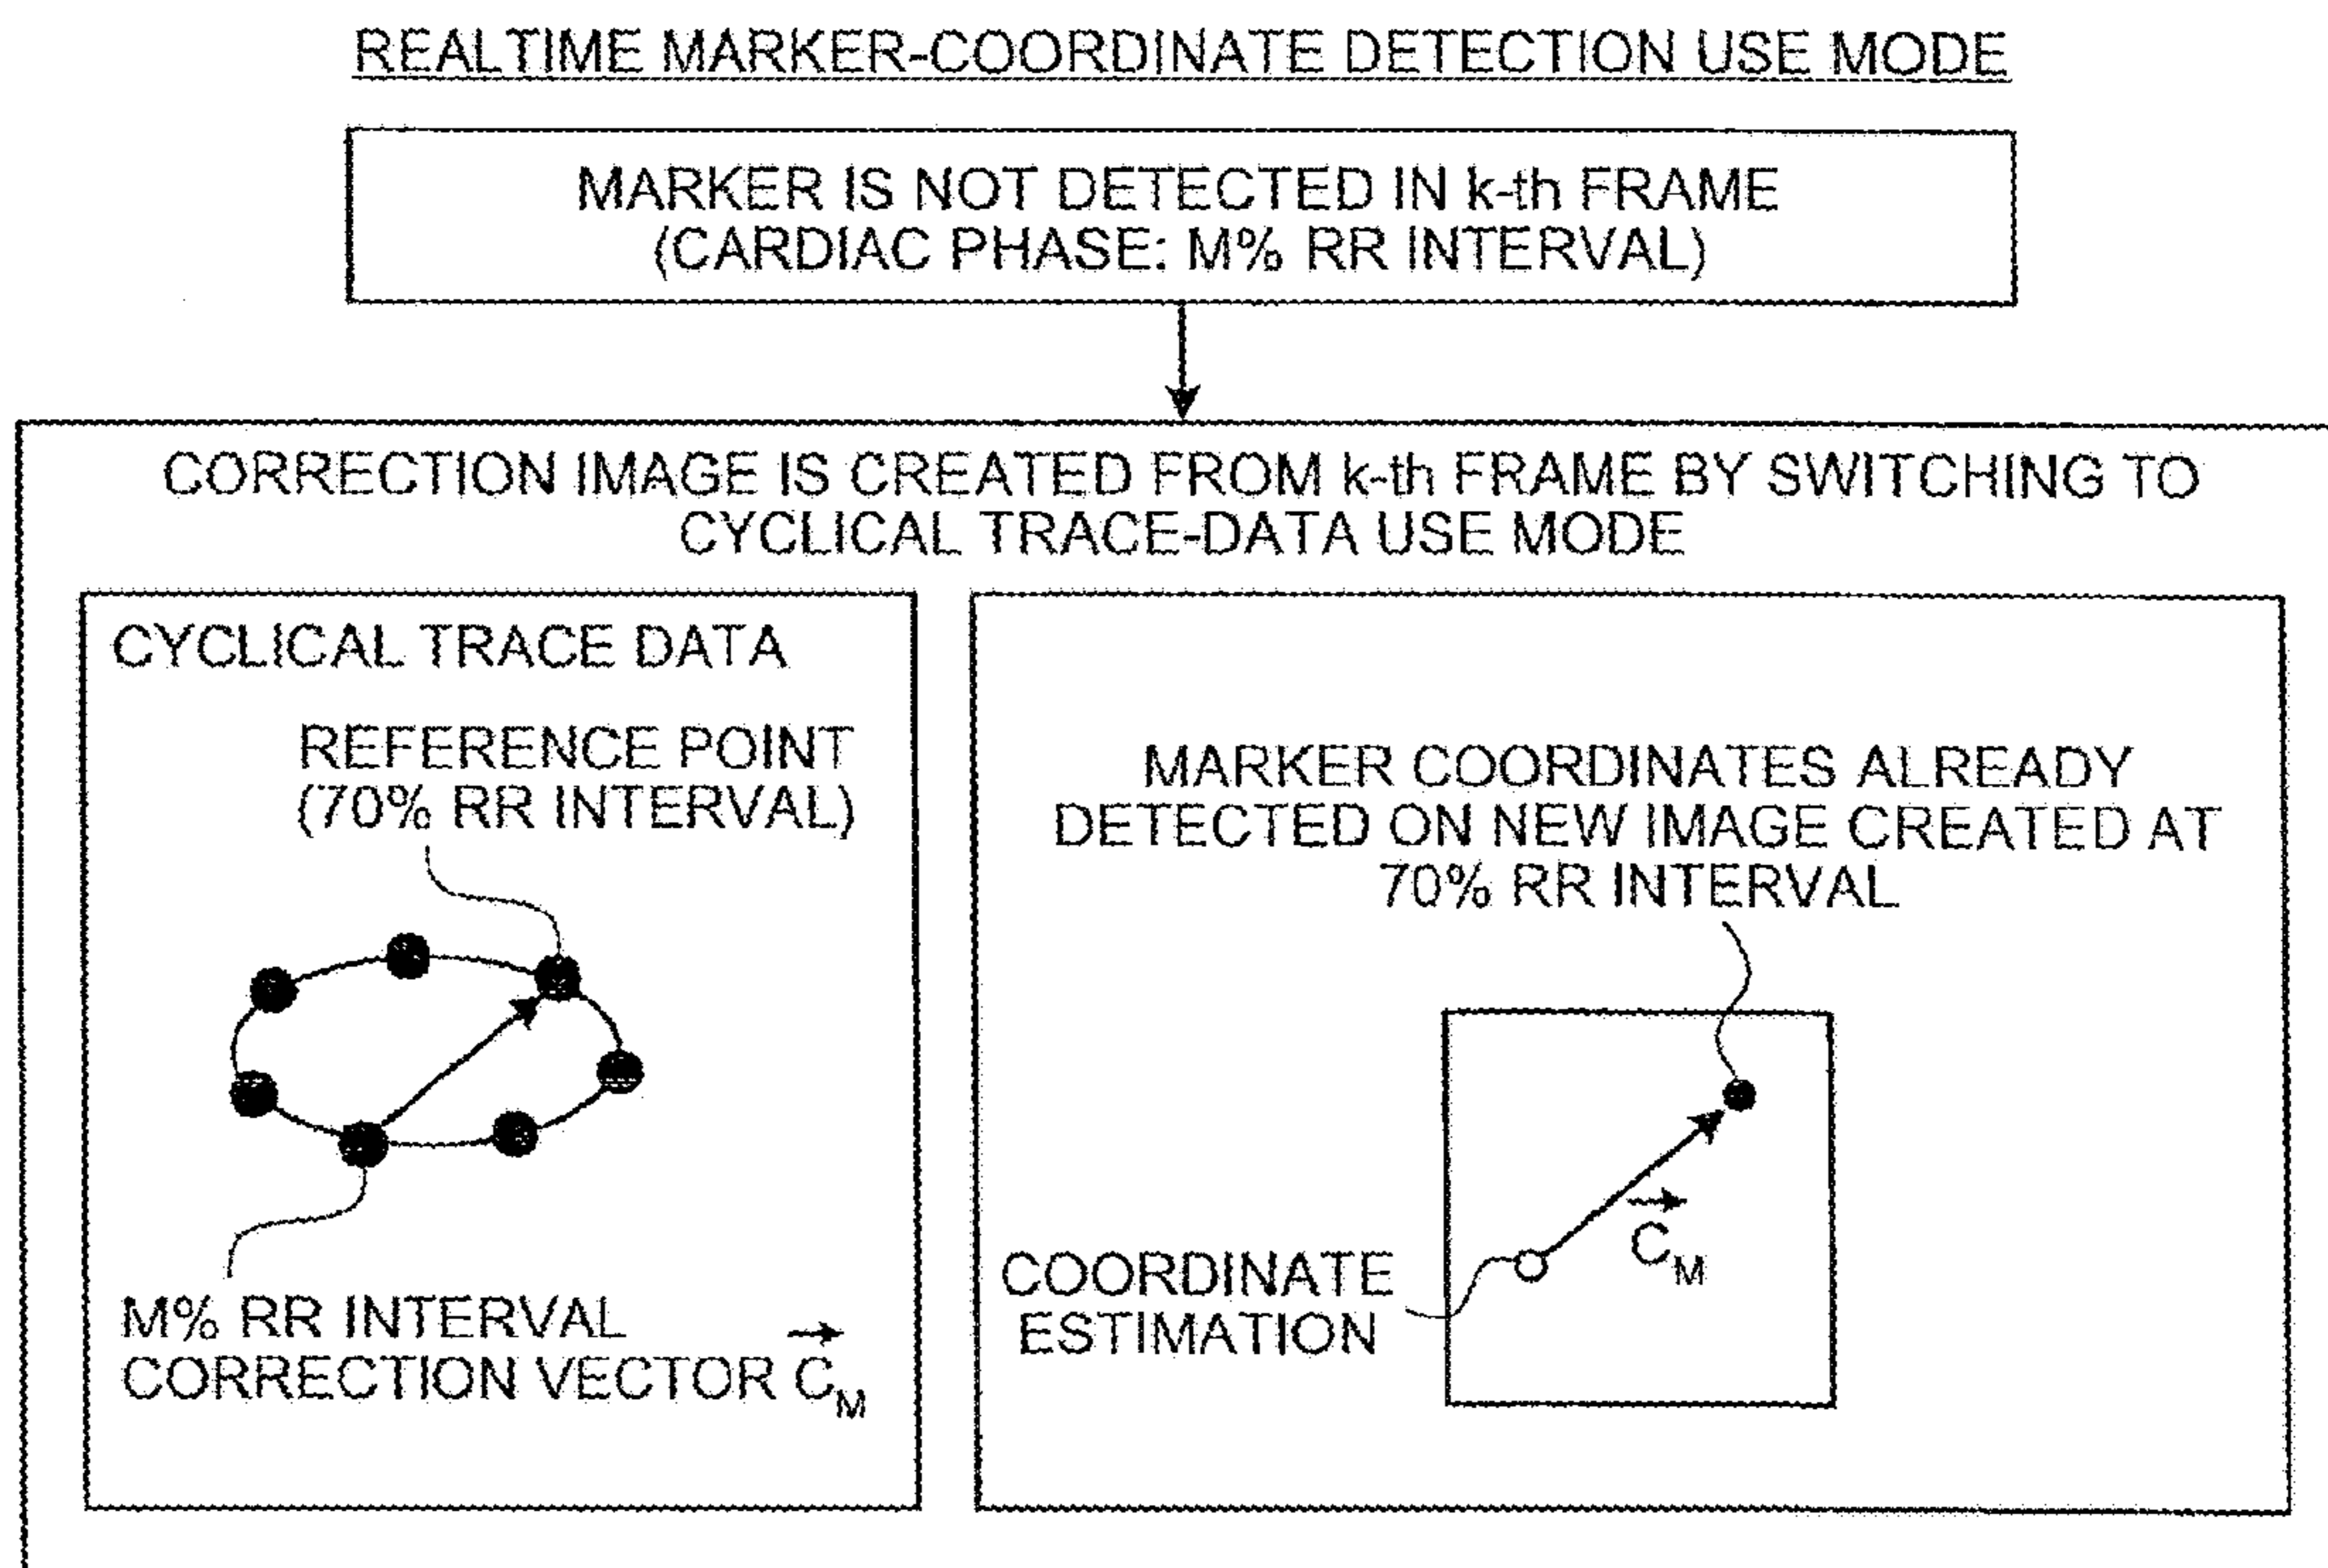 REALTIME MARKER-COORDINATE DETECTION USE MODE
MARKER IS NOT DETECTED IN k-th FRAME
(CARDIAC PHASE: M% RR INTERVAL)
CORRECTION IMAGE IS CREATED FROM k-th FRAME BY SWITCHING TO
CYCLICAL TRACE-DATA USE MODE
CYCLICAL TRACE DATA
REFERENCE POINT
(70% RR INTERVAL)
M% RR INTERVAL
CORRECTION VECTOR C⃗M
MARKER COORDINATES ALREADY
DETECTED ON NEW IMAGE CREATED AT
70% RR INTERVAL
C⃗M
COORDINATE
ESTIMATION